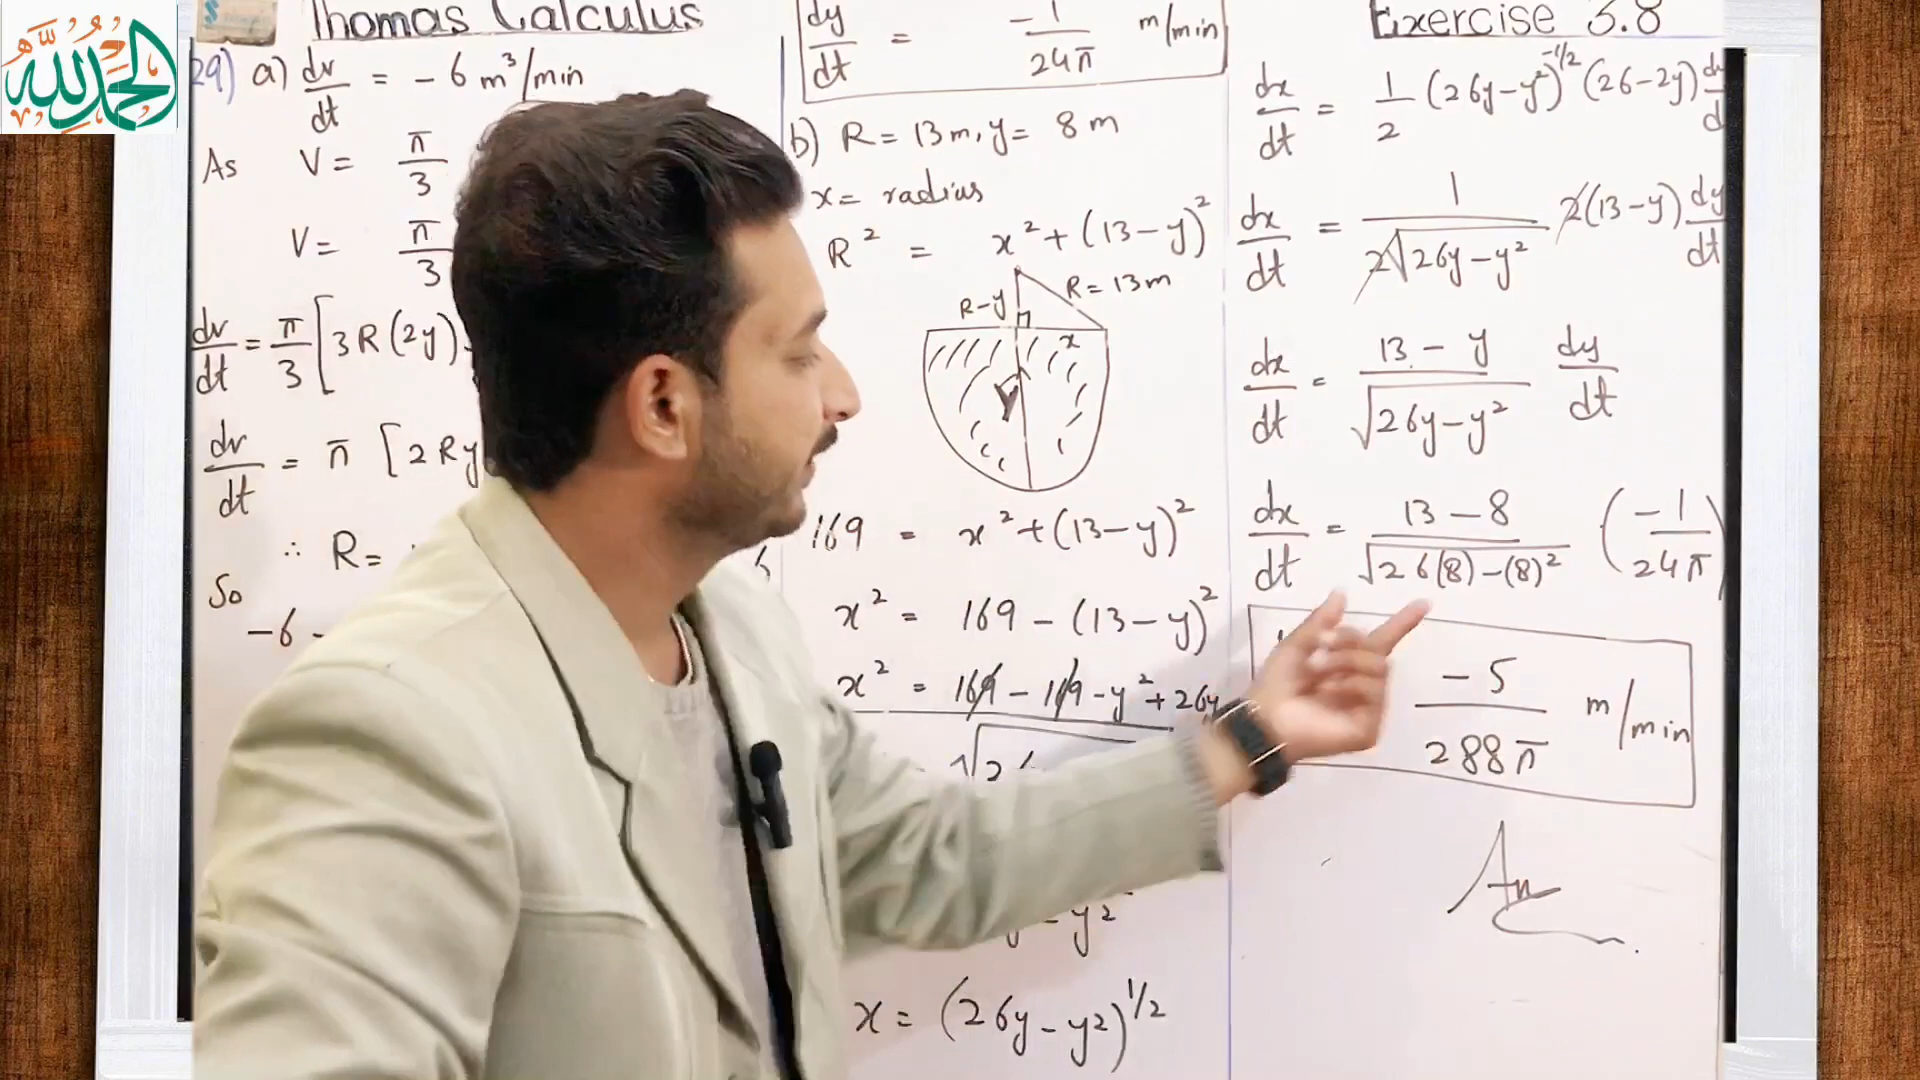 الحمد لله
Thomas Calculus
29) a) dv/dt = - 6 m³/min
As V = π/3
V = π/3
dv/dt = π/3 [3R(2y)
dv/dt = π [2Ry
∴ R =
So
-6 -
dy/dt = -1/24π m/min
b) R = 13m, y = 8 m
x = radius
R² = x² + (13-y)²
R-y R = 13m
x
169 = x² + (13-y)²
x² = 169 - (13-y)²
x² = 169 - 169 - y² + 26y
x = (26y - y²)^1/2
Exercise 3.8
dx/dt = 1/2 (26y-y²)^-1/2 (26-2y) dy/d
dx/dt = 1/2√26y-y² 2(13-y) dy/dt
dx/dt = 13-y/√26y-y² dy/dt
dx/dt = 13-8/√26(8)-(8)² (-1/24π)
-5/288π m/min